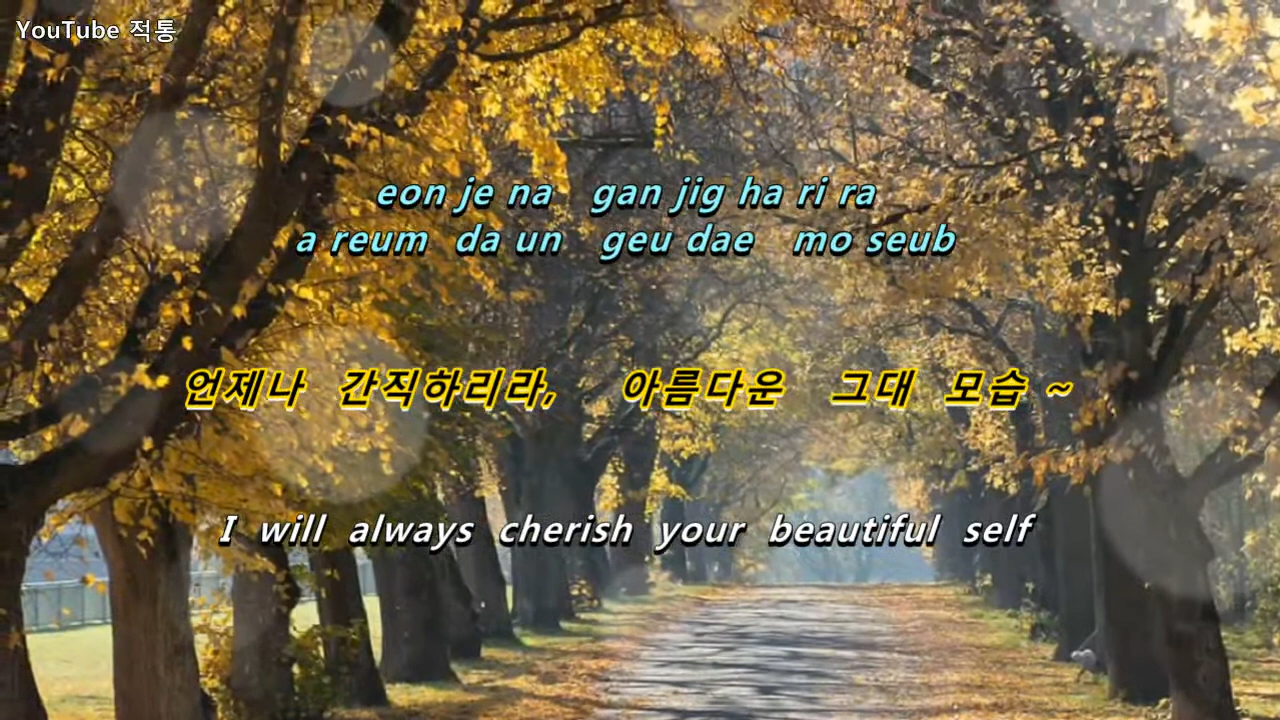 YouTube 적통
eon je na gan jig ha ri ra
a reum da un geu dae mo seub
언제나 간직하리라, 아름다운 그대 모습 ~
I will always cherish your beautiful self